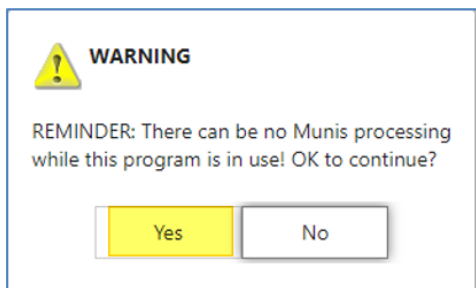 WARNING
REMINDER: There can be no Munis processing
while this program is in use! OK to continue?
Yes
No